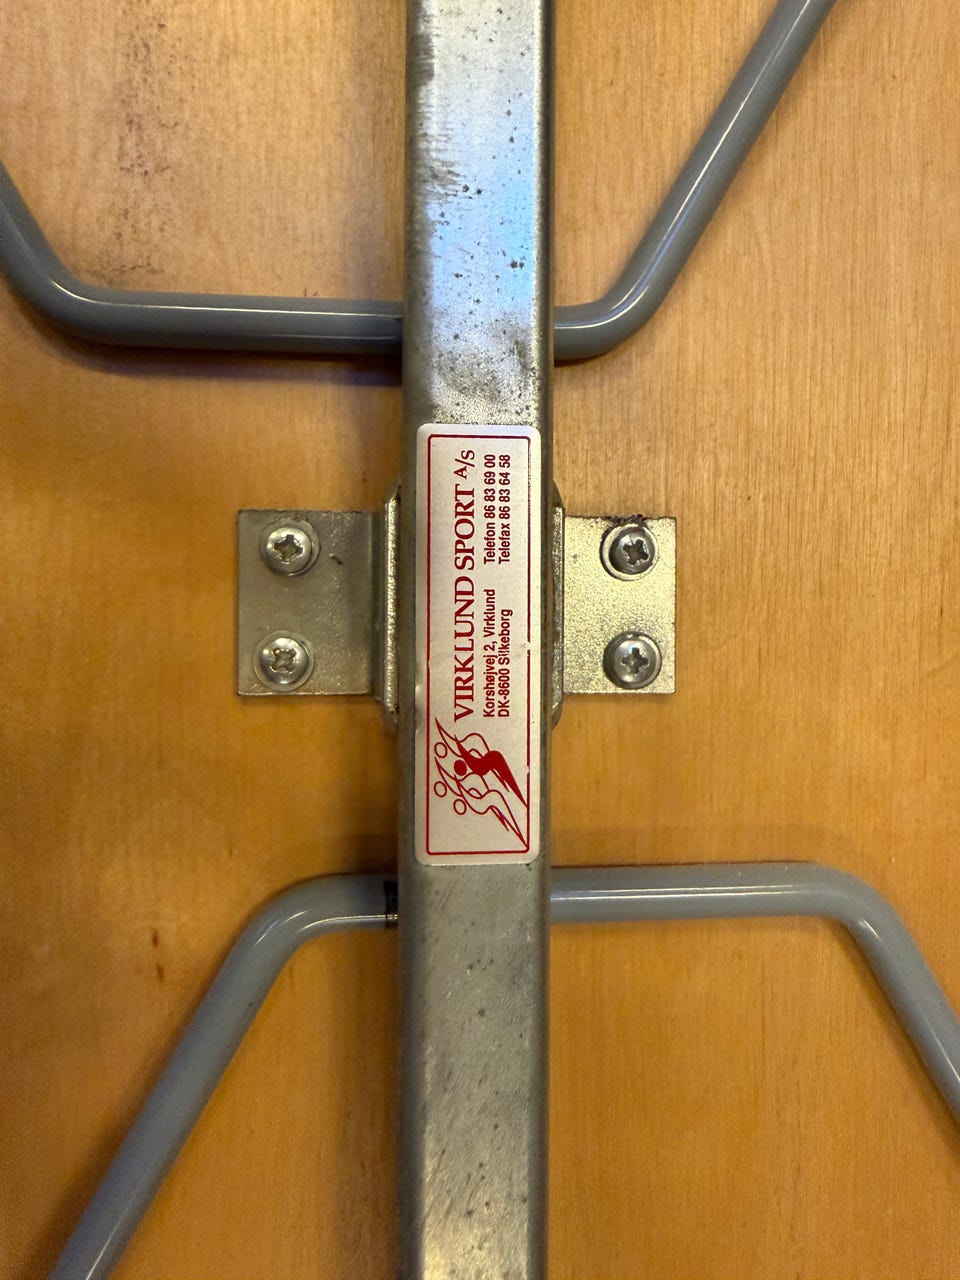 VIRKLUND SPORT A/S
Korshøjvej 2, Virklund Telefon 86 83 69 00
DK-8600 Silkeborg Telefax 86 83 64 58